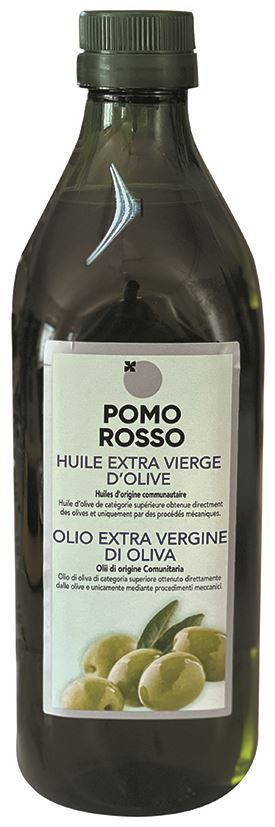 POMO
ROSSO
HUILE EXTRA VIERGE
D'OLIVE
Huiles d'origine communautaire
Huile d'olive de catégorie supérieure obtenue directment
des olives et uniquement par des procédés mécaniques.
OLIO EXTRA VERGINE
DI OLIVA
Olii di origine Comunitaria
Olio di oliva di categoria superiore ottenuto direttamente
dalle olive e unicamente mediante procedimenti meccanici.